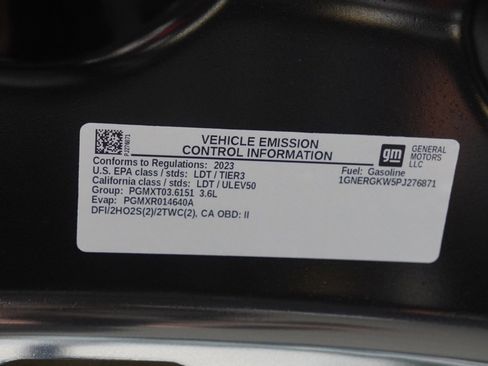 VEHICLE EMISSION
CONTROL INFORMATION
gm
GENERAL
MOTORS
LLC
Conforms to Regulations: 2023
U.S. EPA class / stds: LDT / TIER3
California class / stds: LDT / ULEV50
Group: PGMXT03.6151 3.6L
Evap: PGMXR014640A
DFI/2HO2S(2)/2TWC(2), CA OBD: II
Fuel: Gasoline
1GNERGKW5PJ276871
PJ276871